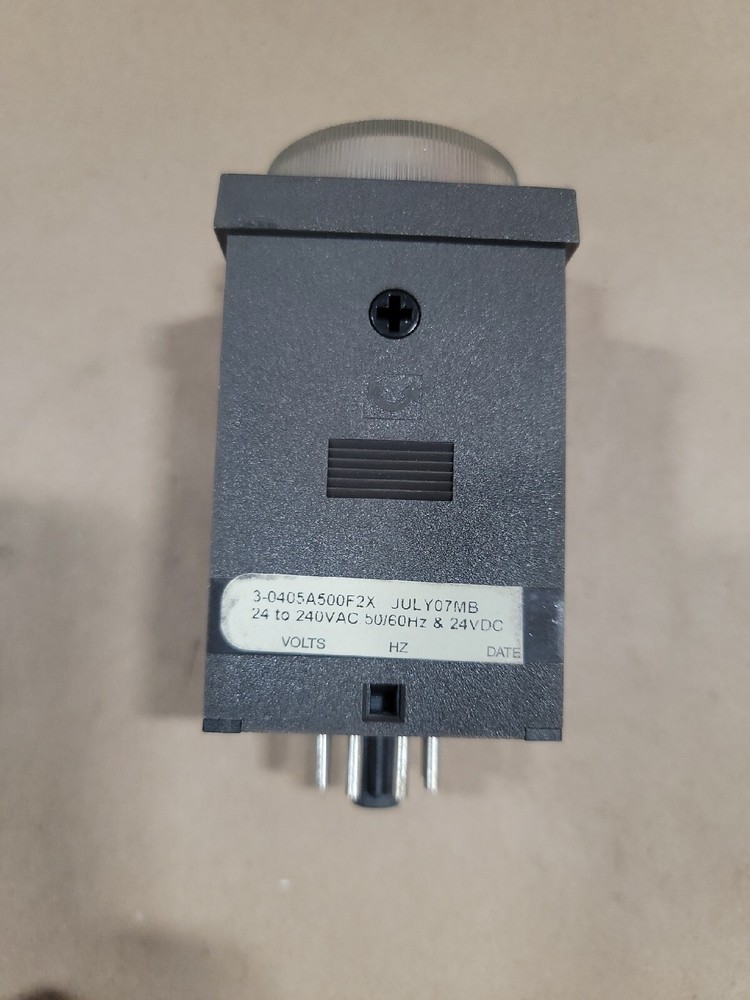 3-0405A500F2X JULY07MB
24 to 240VAC 50/60Hz & 24VDC
VOLTS HZ DATE